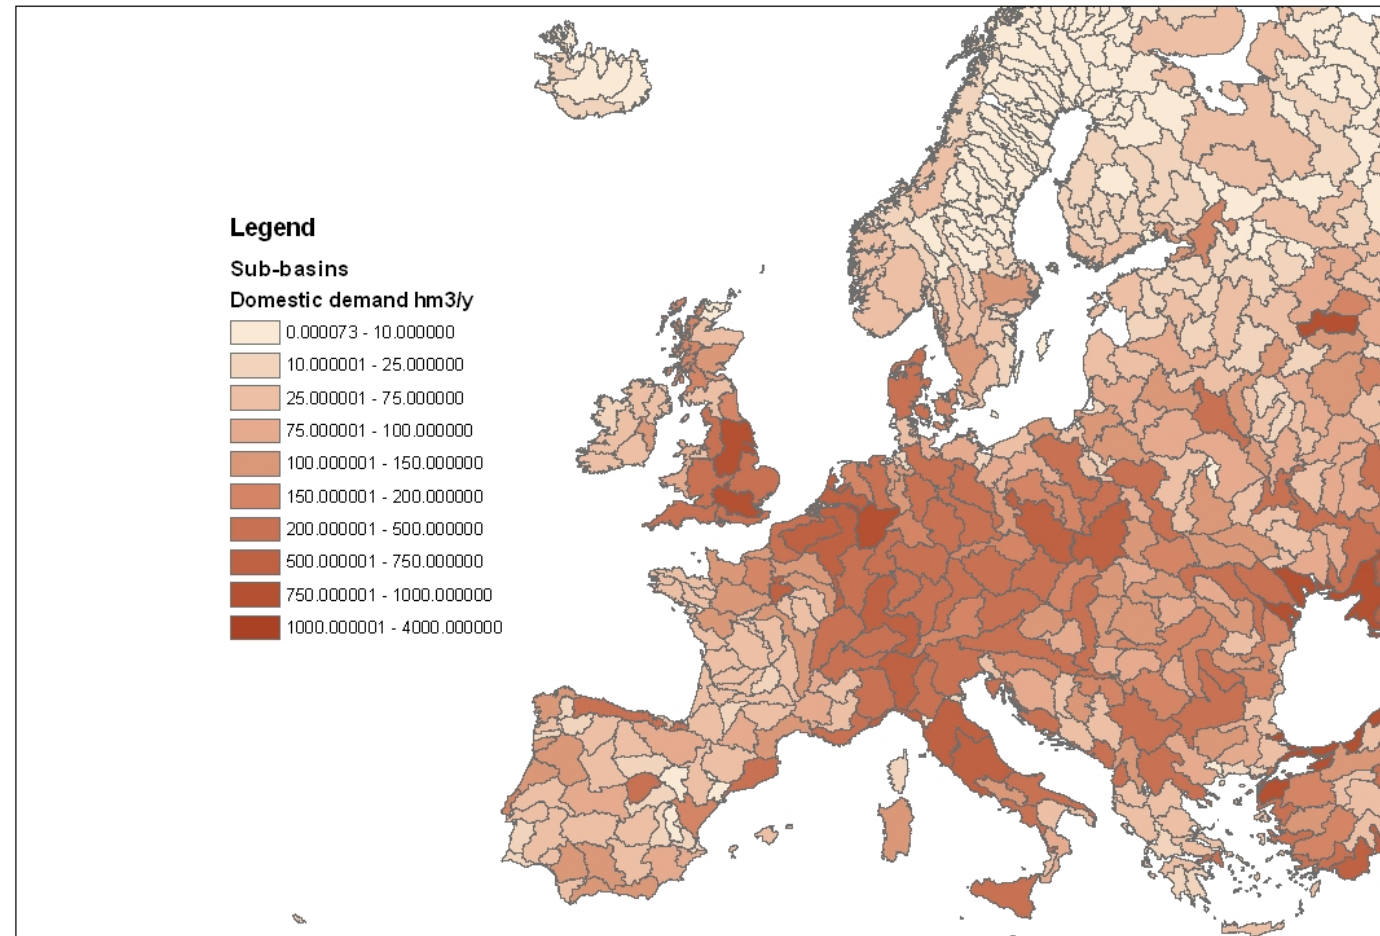 Legend
Sub-basins
Domestic demand hm3/y
0.000073 - 10.000000
10.000001 - 25.000000
25.000001 - 75.000000
75.000001 - 100.000000
100.000001 - 150.000000
150.000001 - 200.000000
200.000001 - 500.000000
500.000001 - 750.000000
750.000001 - 1000.000000
1000.000001 - 4000.000000